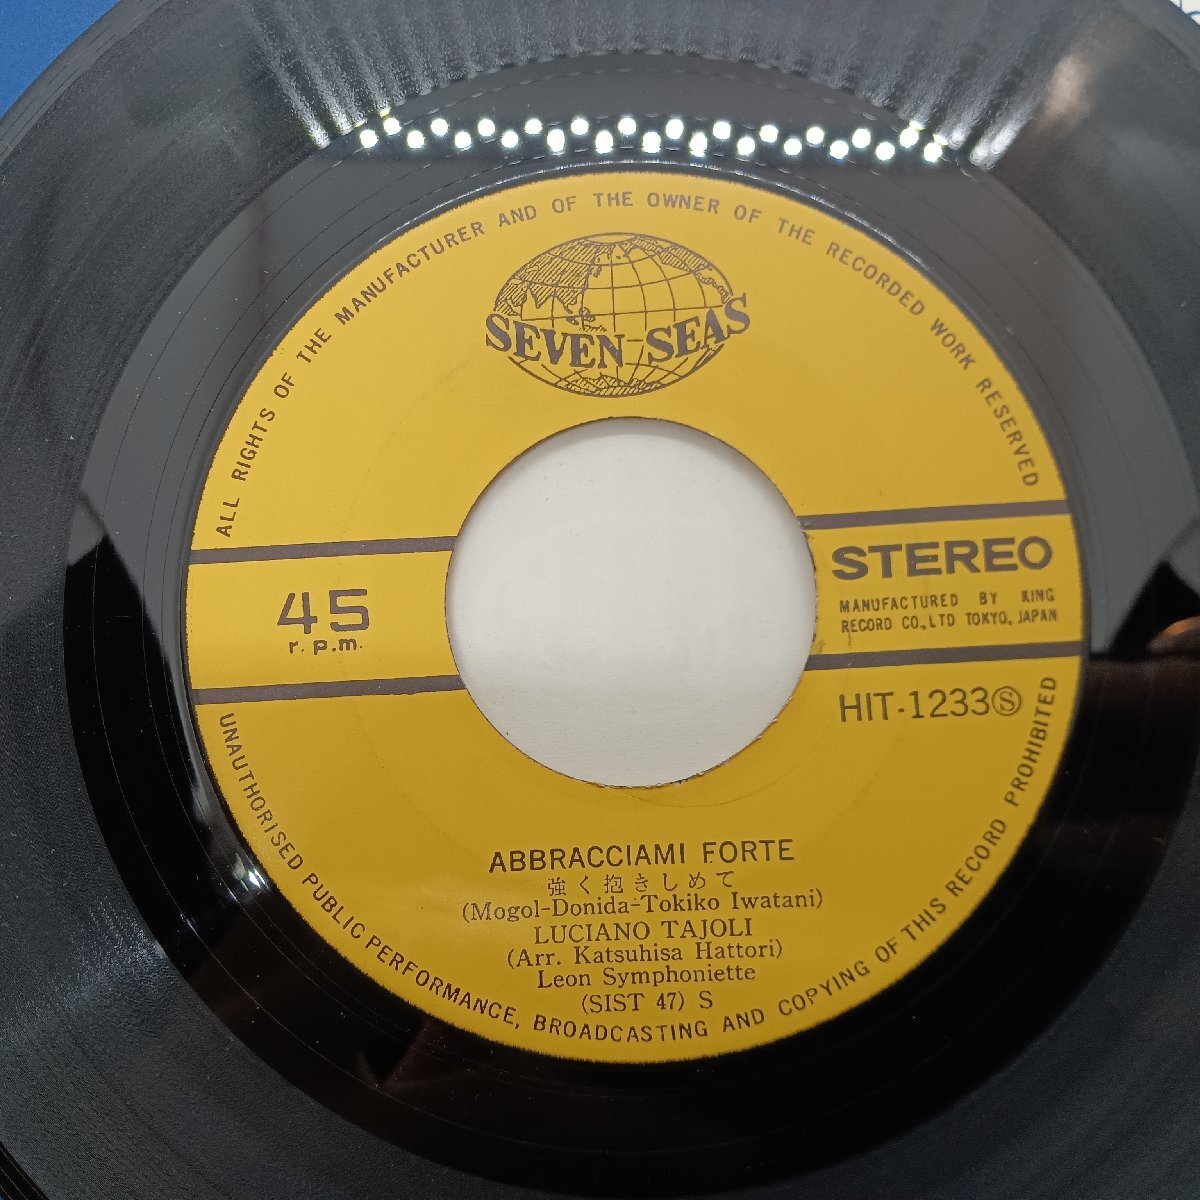 ALL RIGHTS OF THE MANUFACTURER AND OF THE OWNER OF THE RECORDED WORK RESERVED
SEVEN SEAS
45
r.p.m.
STEREO
MANUFACTURED BY KING
RECORD CO., LTD TOKYO, JAPAN
HIT-1233Ⓢ
ABBRACCIAMI FORTE
強く抱きしめて
(Mogol-Donida-Tokiko Iwatani)
LUCIANO TAJOLI
(Arr. Katsuhisa Hattori)
Leon Symphoniette
(SIST 47) S
UNAUTHORISED PUBLIC PERFORMANCE, BROADCASTING AND COPYING OF THIS RECORD PROHIBITED